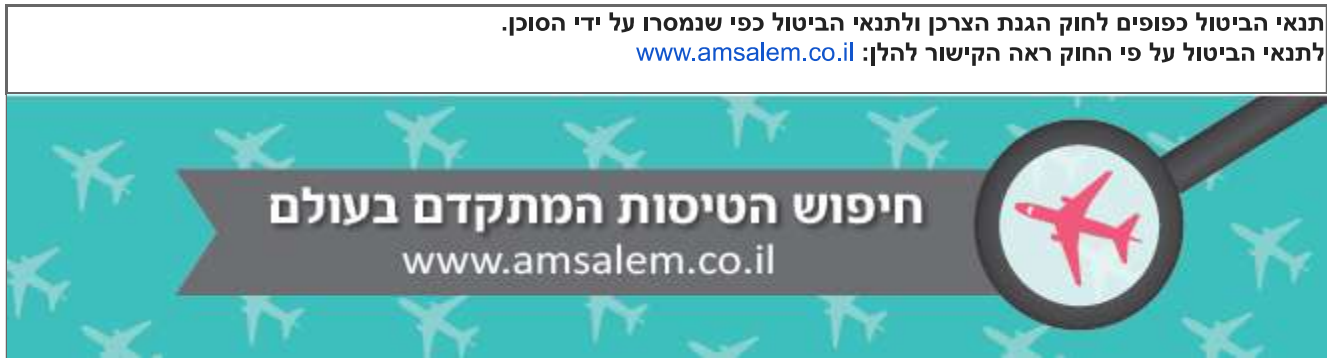 תנאי הביטול כפופים לחוק הגנת הצרכן ולתנאי הביטול כפי שנמסרו על ידי הסוכן.
לתנאי הביטול על פי החוק ראה הקישור להלן: www.amsalem.co.il
חיפוש הטיסות המתקדם בעולם
www.amsalem.co.il